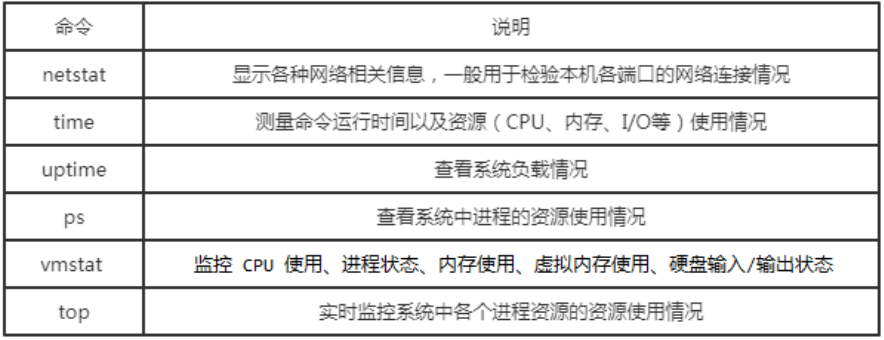 命令 说明
netstat 显示各种网络相关信息，一般用于检验本机各端口的网络连接情况
time 测量命令运行时间以及资源（CPU、内存、I/O等）使用情况
uptime 查看系统负载情况
ps 查看系统中进程的资源使用情况
vmstat 监控 CPU 使用、进程状态、内存使用、虚拟内存使用、硬盘输入/输出状态
top 实时监控系统中各个进程资源的资源使用情况